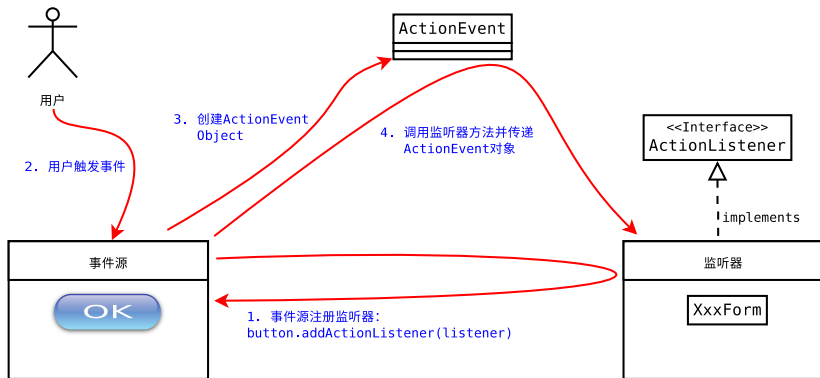 ActionEvent
用户
3. 创建ActionEvent
Object
4. 调用监听器方法并传递
ActionEvent对象
<<Interface>>
ActionListener
2. 用户触发事件
implements
事件源
监听器
OK
XxxForm
1. 事件源注册监听器：
button.addActionListener(listener)